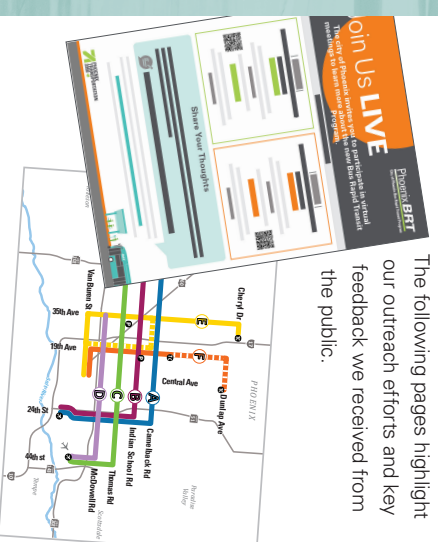 The following pages highlight
our outreach efforts and key
feedback we received from
the public.
Phoenix BRT
Join Us LIVE
The city of Phoenix invites you to participate in virtual
meetings to learn more about the new Bus Rapid Transit
Program.
Share Your Thoughts
PHOENIX
Paradise
Valley
Scottsdale
Tempe
Cheryl Dr
Dunlap Ave
Central Ave
35th Ave
19th Ave
24th St
44th st
Van Buren St
Camelback Rd
Indian School Rd
Thomas Rd
McDowell Rd
A
B
C
D
E
F